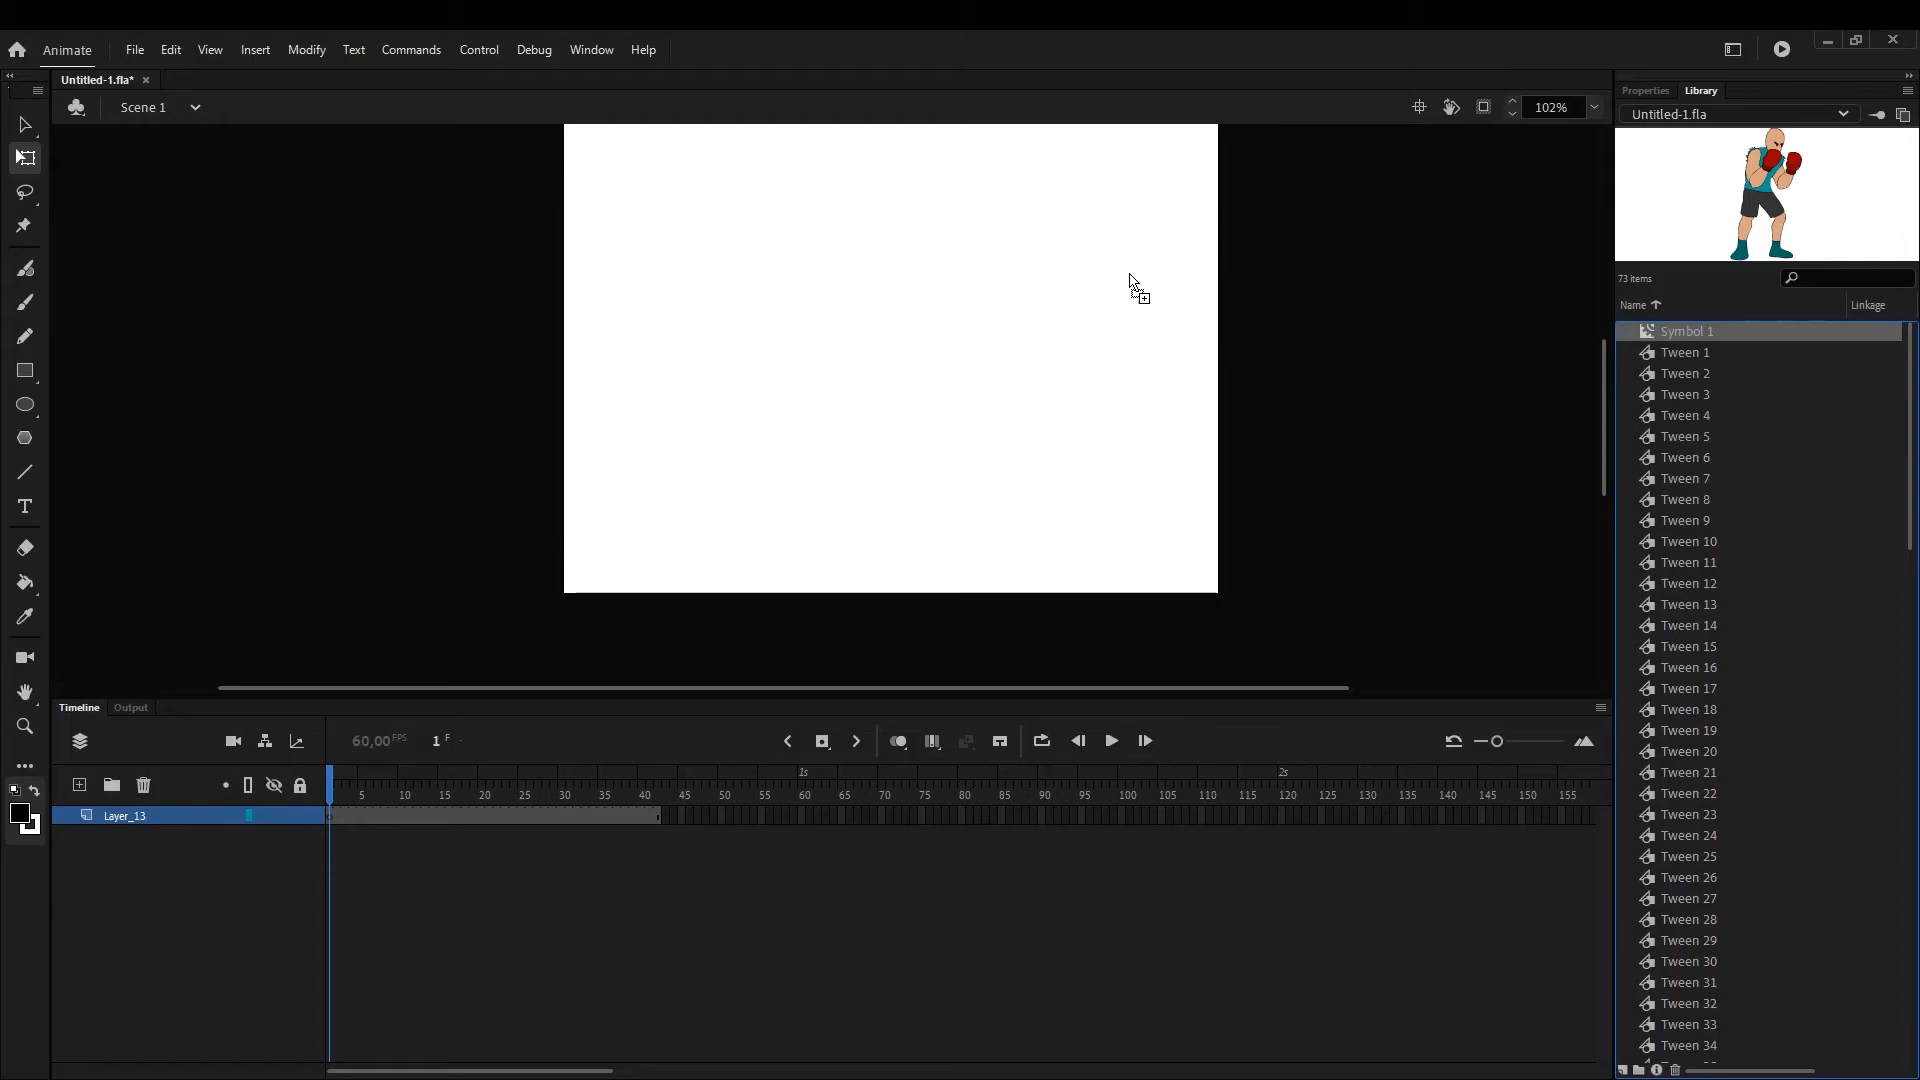 Animate File Edit View Insert Modify Text Commands Control Debug Window Help
Untitled-1.fla*
Scene 1
102%
Properties Library
Untitled-1.fla
73 items
Name Linkage
Symbol 1
Tween 1
Tween 2
Tween 3
Tween 4
Tween 5
Tween 6
Tween 7
Tween 8
Tween 9
Tween 10
Tween 11
Tween 12
Tween 13
Tween 14
Tween 15
Tween 16
Tween 17
Tween 18
Tween 19
Tween 20
Tween 21
Tween 22
Tween 23
Tween 24
Tween 25
Tween 26
Tween 27
Tween 28
Tween 29
Tween 30
Tween 31
Tween 32
Tween 33
Tween 34
Timeline Output
60,00 FPS 1 F
1s 2s
5 10 15 20 25 30 35 40 45 50 55 60 65 70 75 80 85 90 95 100 105 110 115 120 125 130 135 140 145 150 155
Layer_13